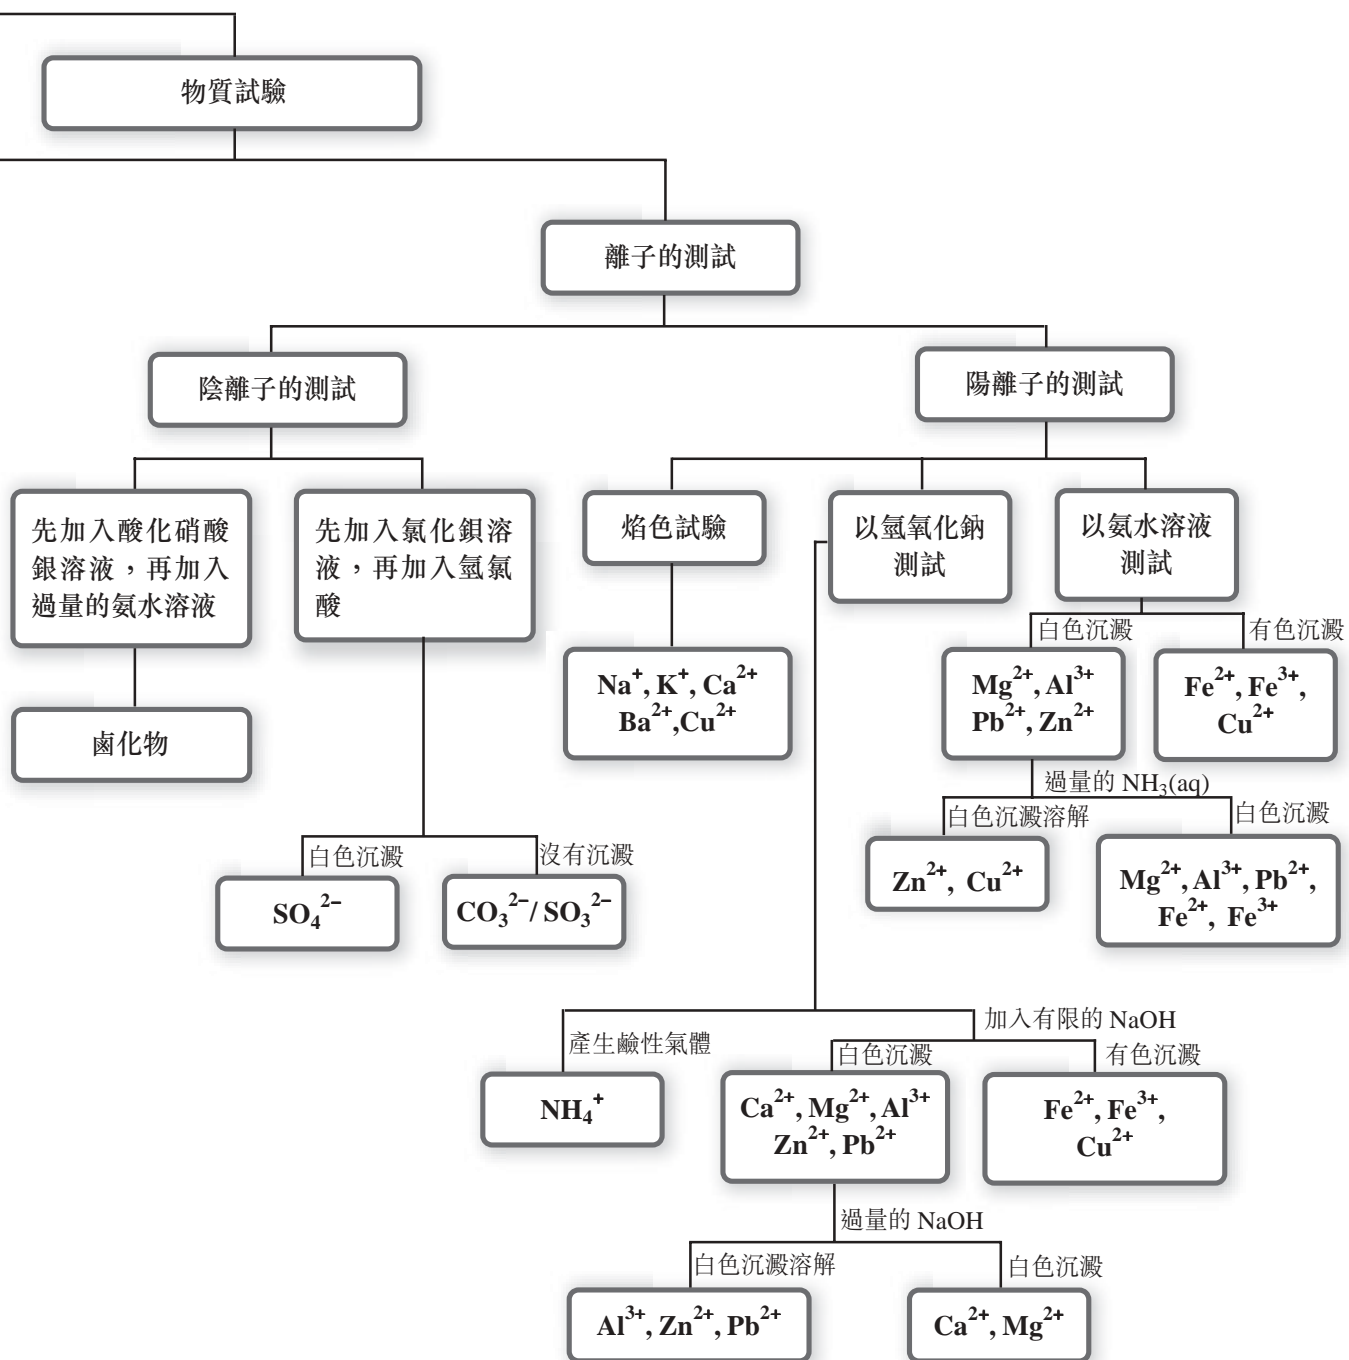 物質試驗
離子的測試
陰離子的測試
陽離子的測試
先加入酸化硝酸
銀溶液，再加入
過量的氨水溶液
先加入氯化鋇溶
液，再加入氫氯
酸
焰色試驗
以氫氧化鈉
測試
以氨水溶液
測試
白色沉澱
有色沉澱
鹵化物
Na⁺, K⁺, Ca²⁺
Ba²⁺,Cu²⁺
Mg²⁺, Al³⁺
Pb²⁺, Zn²⁺
Fe²⁺, Fe³⁺,
Cu²⁺
過量的 NH₃(aq)
白色沉澱溶解
白色沉澱
Zn²⁺, Cu²⁺
Mg²⁺, Al³⁺, Pb²⁺,
Fe²⁺, Fe³⁺
白色沉澱
沒有沉澱
SO₄²⁻
CO₃²⁻/ SO₃²⁻
產生鹼性氣體
加入有限的 NaOH
白色沉澱
有色沉澱
NH₄⁺
Ca²⁺, Mg²⁺, Al³⁺
Zn²⁺, Pb²⁺
Fe²⁺, Fe³⁺,
Cu²⁺
過量的 NaOH
白色沉澱溶解
白色沉澱
Al³⁺, Zn²⁺, Pb²⁺
Ca²⁺, Mg²⁺